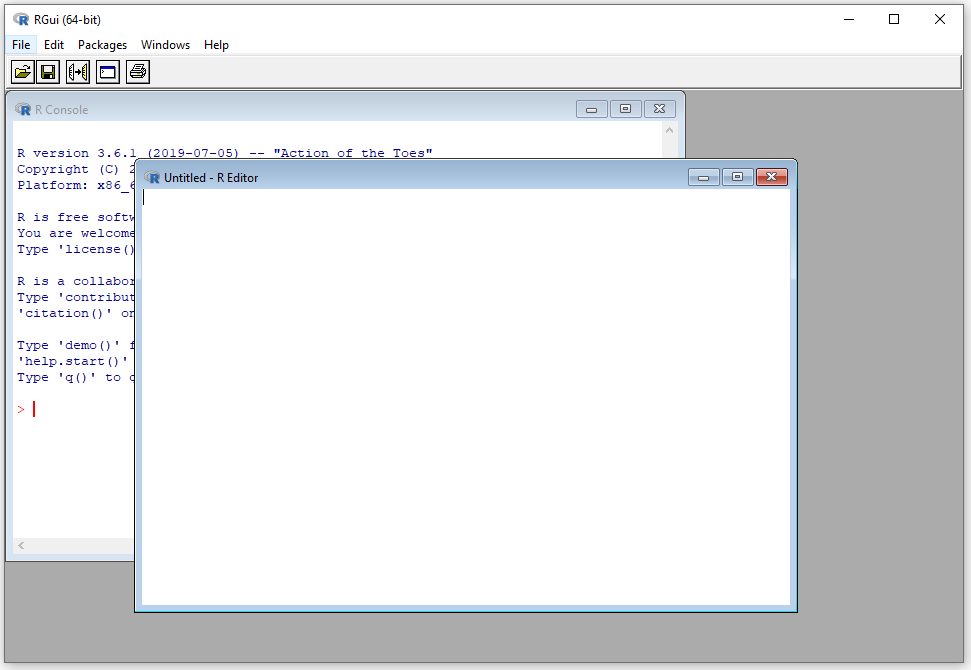 RGui (64-bit)
File Edit Packages Windows Help
R Console
R version 3.6.1 (2019-07-05) -- "Action of the Toes"
Copyright (C) 2
Platform: x86_6
R is free softw
You are welcome
Type 'license()
R is a collabor
Type 'contribut
'citation()' on
Type 'demo()' f
'help.start()'
Type 'q()' to q
>
Untitled - R Editor